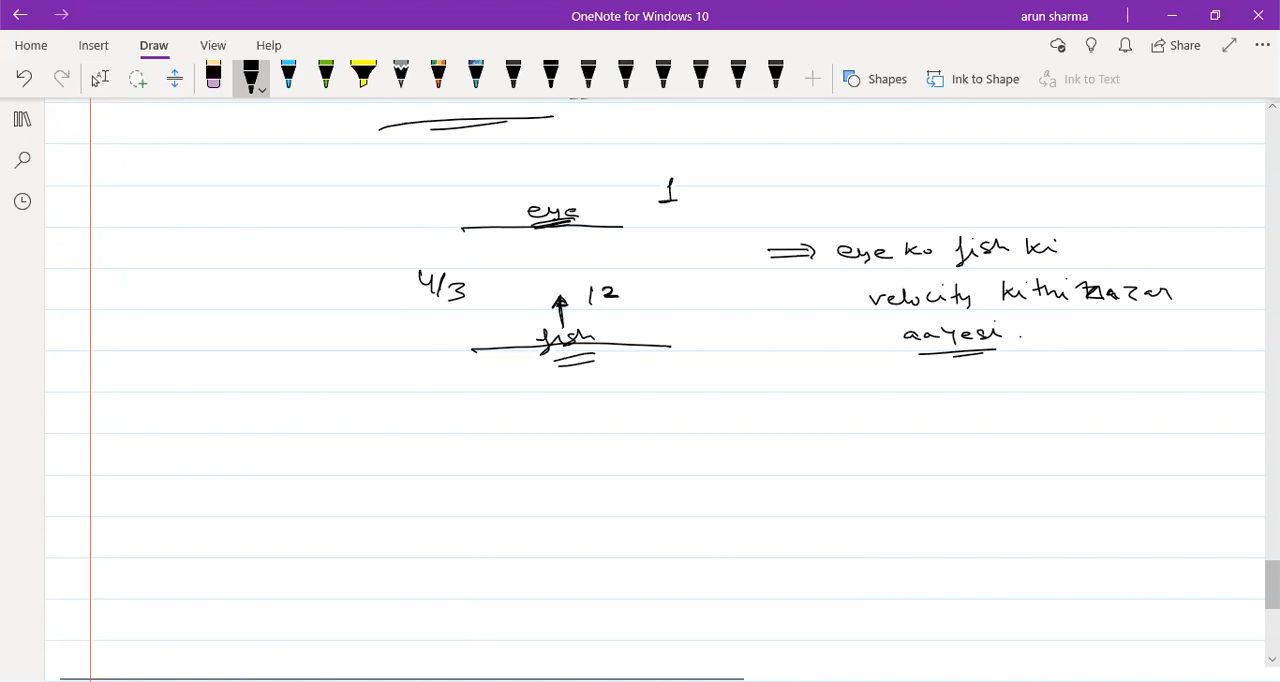 OneNote for Windows 10
arun sharma
Home Insert Draw View Help
Share
Shapes
Ink to Shape
Ink to Text
1
eye
4/3
12
fish
⇒ eye ko fish ki
velocity kitni nazar
aayegi.